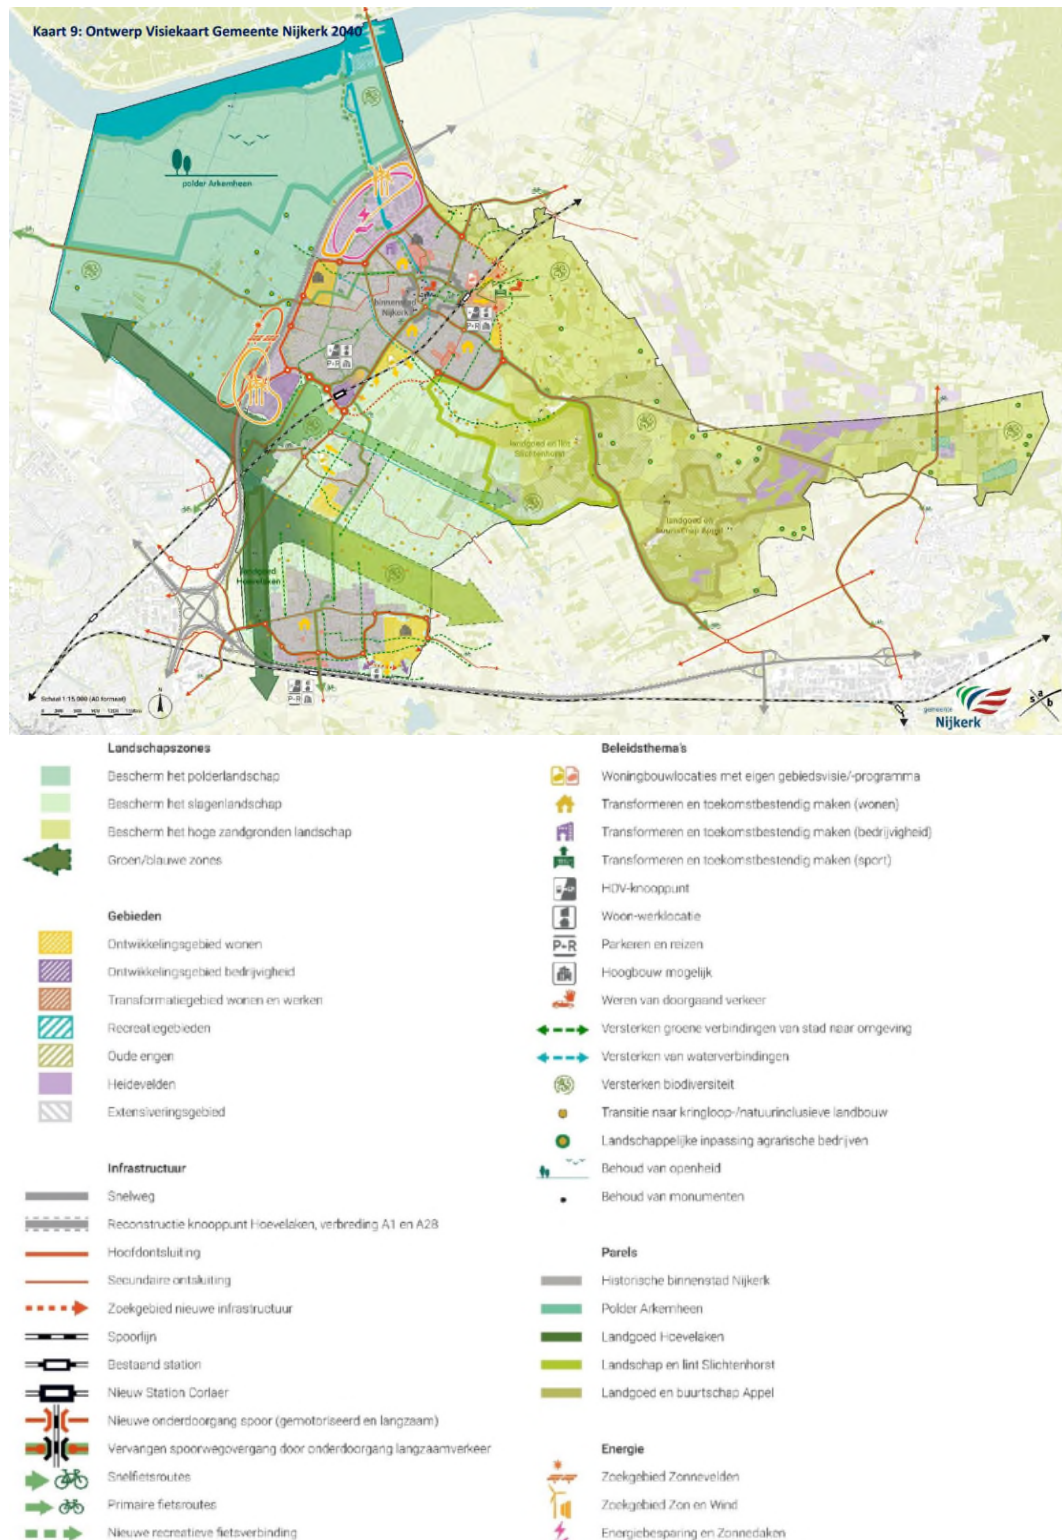 Kaart 9: Ontwerp Visiekaart Gemeente Nijkerk 2040
polder Arkemheen
binnenstad
Nijkerk
P+R
P+R
landgoed en lint
Slichtenhorst
landgoed en
buurtschap Appel
landgoed
Hoevelaken
P+R
Schaal 1:15.000 (A0 formaat)
N
gemeente
Nijkerk
a
s b
Landschapszones
Bescherm het polderlandschap
Bescherm het slagenlandschap
Bescherm het hoge zandgronden landschap
Groen/blauwe zones
Gebieden
Ontwikkelingsgebied wonen
Ontwikkelingsgebied bedrijvigheid
Transformatiegebied wonen en werken
Recreatiegebieden
Oude engen
Heidevelden
Extensiveringsgebied
Infrastructuur
Snelweg
Reconstructie knooppunt Hoevelaken, verbreding A1 en A28
Hoofdontsluiting
Secundaire ontsluiting
Zoekgebied nieuwe infrastructuur
Spoorlijn
Bestaand station
Nieuw Station Corlaer
Nieuwe onderdoorgang spoor (gemotoriseerd en langzaam)
Vervangen spoorwegovergang door onderdoorgang langzaamverkeer
Snelfietsroutes
Primaire fietsroutes
Nieuwe recreatieve fietsverbinding
Beleidsthema's
Woningbouwlocaties met eigen gebiedsvisie/-programma
Transformeren en toekomstbestendig maken (wonen)
Transformeren en toekomstbestendig maken (bedrijvigheid)
Transformeren en toekomstbestendig maken (sport)
HOV-knooppunt
Woon-werklocatie
P+R Parkeren en reizen
Hoogbouw mogelijk
Weren van doorgaand verkeer
Versterken groene verbindingen van stad naar omgeving
Versterken van waterverbindingen
Versterken biodiversiteit
Transitie naar kringloop-/natuurinclusieve landbouw
Landschappelijke inpassing agrarische bedrijven
Behoud van openheid
Behoud van monumenten
Parels
Historische binnenstad Nijkerk
Polder Arkemheen
Landgoed Hoevelaken
Landschap en lint Slichtenhorst
Landgoed en buurtschap Appel
Energie
Zoekgebied Zonnevelden
Zoekgebied Zon en Wind
Energiebesparing en Zonnedaken